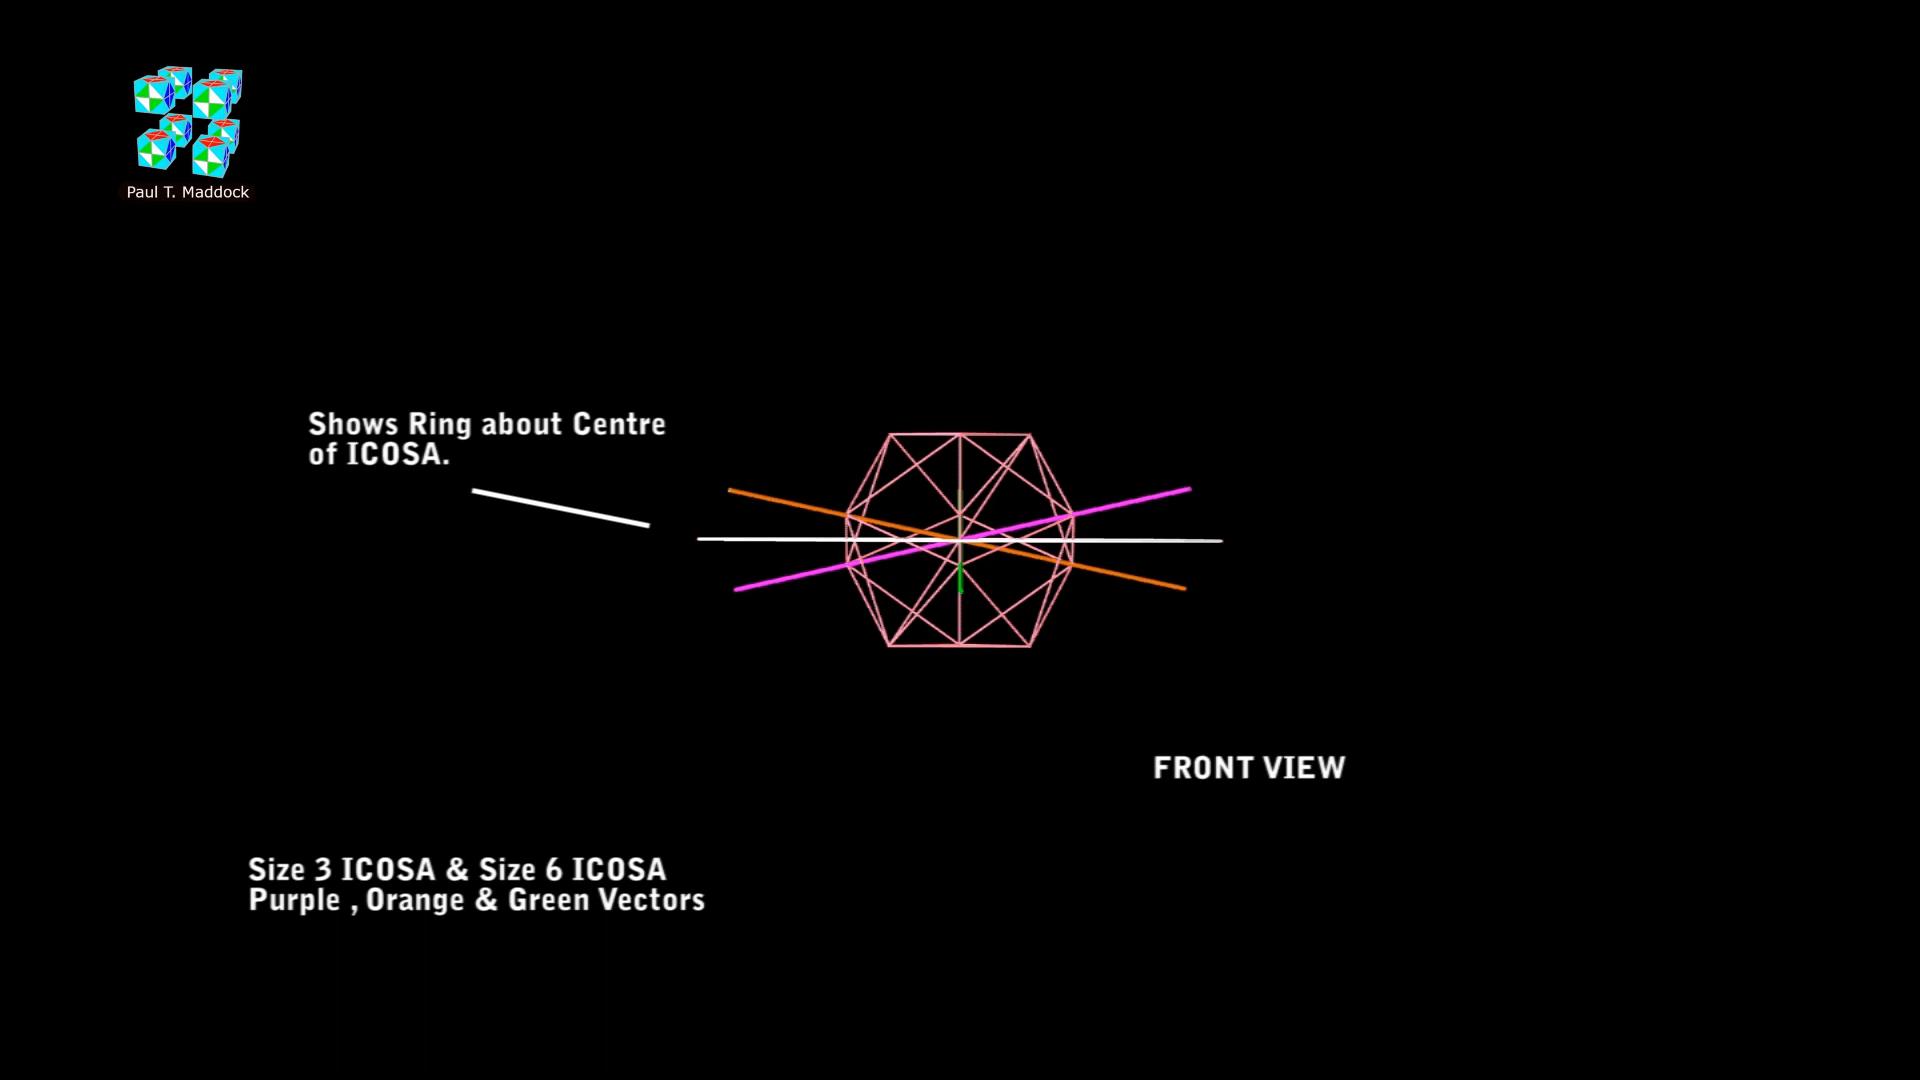 Paul T. Maddock
Shows Ring about Centre
of ICOSA.
FRONT VIEW
Size 3 ICOSA & Size 6 ICOSA
Purple , Orange & Green Vectors